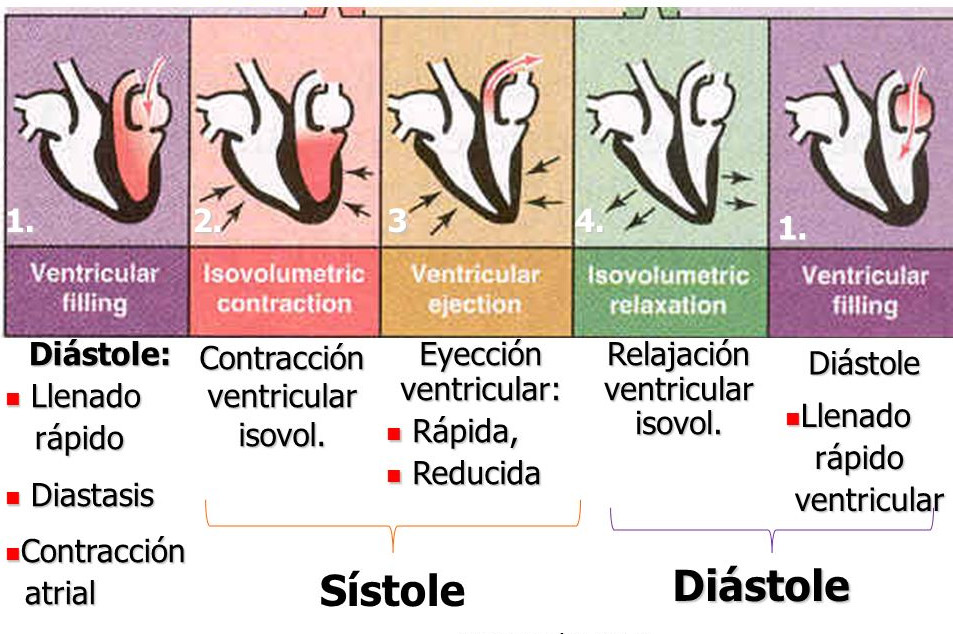 1.
2.
3
4.
1.
Ventricular
filling
Isovolumetric
contraction
Ventricular
ejection
Isovolumetric
relaxation
Ventricular
filling
Diástole:
Llenado
rápido
Diastasis
Contracción
atrial
Contracción
ventricular
isovol.
Eyección
ventricular:
Rápida,
Reducida
Relajación
ventricular
isovol.
Diástole
Llenado
rápido
ventricular
Sístole
Diástole